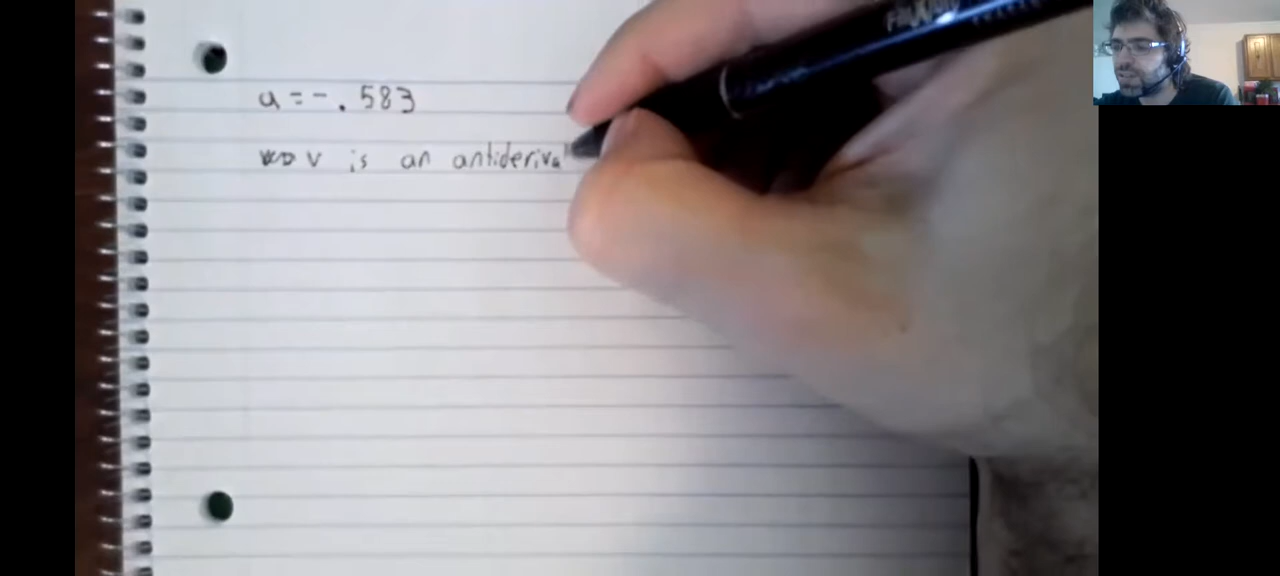 a = -.583
v is an antideriva